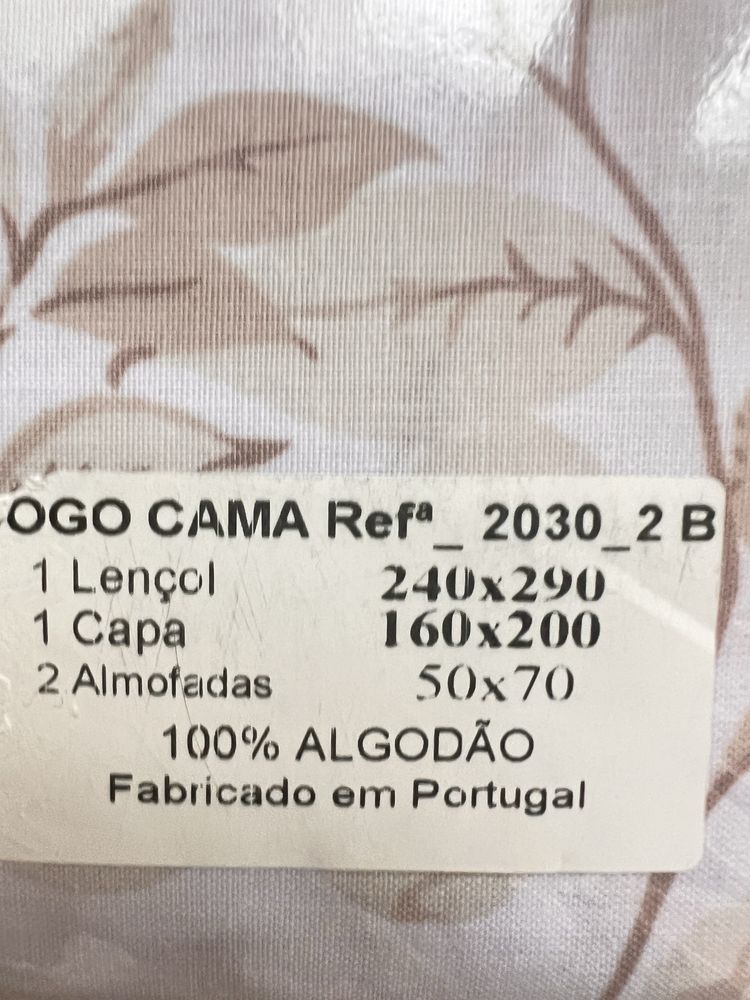 OGO CAMA Refª_ 2030_2 B
1 Lençol 240x290
1 Capa 160x200
2 Almofadas 50x70
100% ALGODÃO
Fabricado em Portugal